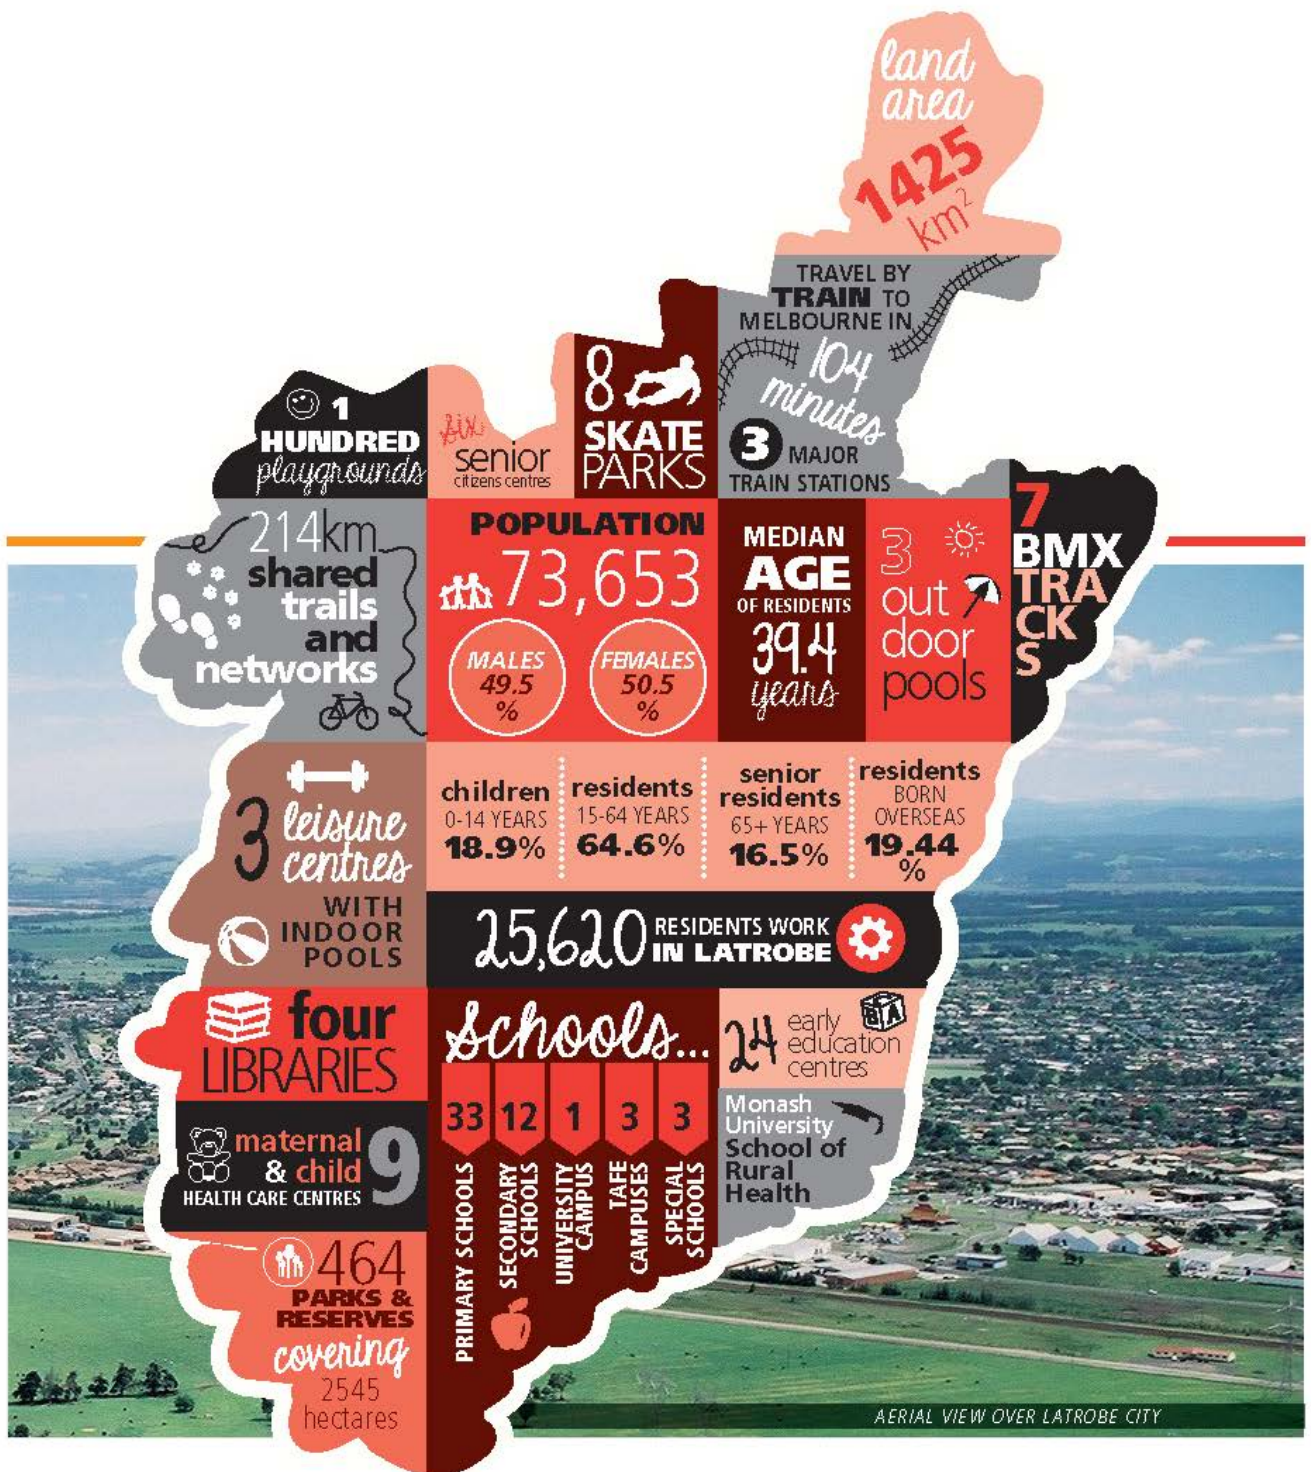 land
area
1425
km²
TRAVEL BY
TRAIN TO
MELBOURNE IN
104
minutes
3 MAJOR
TRAIN STATIONS
1
HUNDRED
playgrounds
six
senior
citizens centres
8
SKATE
PARKS
214km
shared
trails
and
networks
POPULATION
73,653
MALES
49.5
%
FEMALES
50.5
%
MEDIAN
AGE
OF RESIDENTS
39.4
years
3
out
door
pools
7
BMX
TRA
CK
S
3 leisure
centres
WITH
INDOOR
POOLS
children
0-14 YEARS
18.9%
residents
15-64 YEARS
64.6%
senior
residents
65+ YEARS
16.5%
residents
BORN
OVERSEAS
19.44
%
25,620 RESIDENTS WORK
IN LATROBE
four
LIBRARIES
Schools...
33
PRIMARY SCHOOLS
12
SECONDARY
SCHOOLS
1
UNIVERSITY
CAMPUS
3
TAFE
CAMPUSES
3
SPECIAL
SCHOOLS
24 early
education
centres
B A
Monash
University
School of
Rural
Health
maternal
& child
HEALTH CARE CENTRES
9
464
PARKS &
RESERVES
covering
2545
hectares
AERIAL VIEW OVER LATROBE CITY